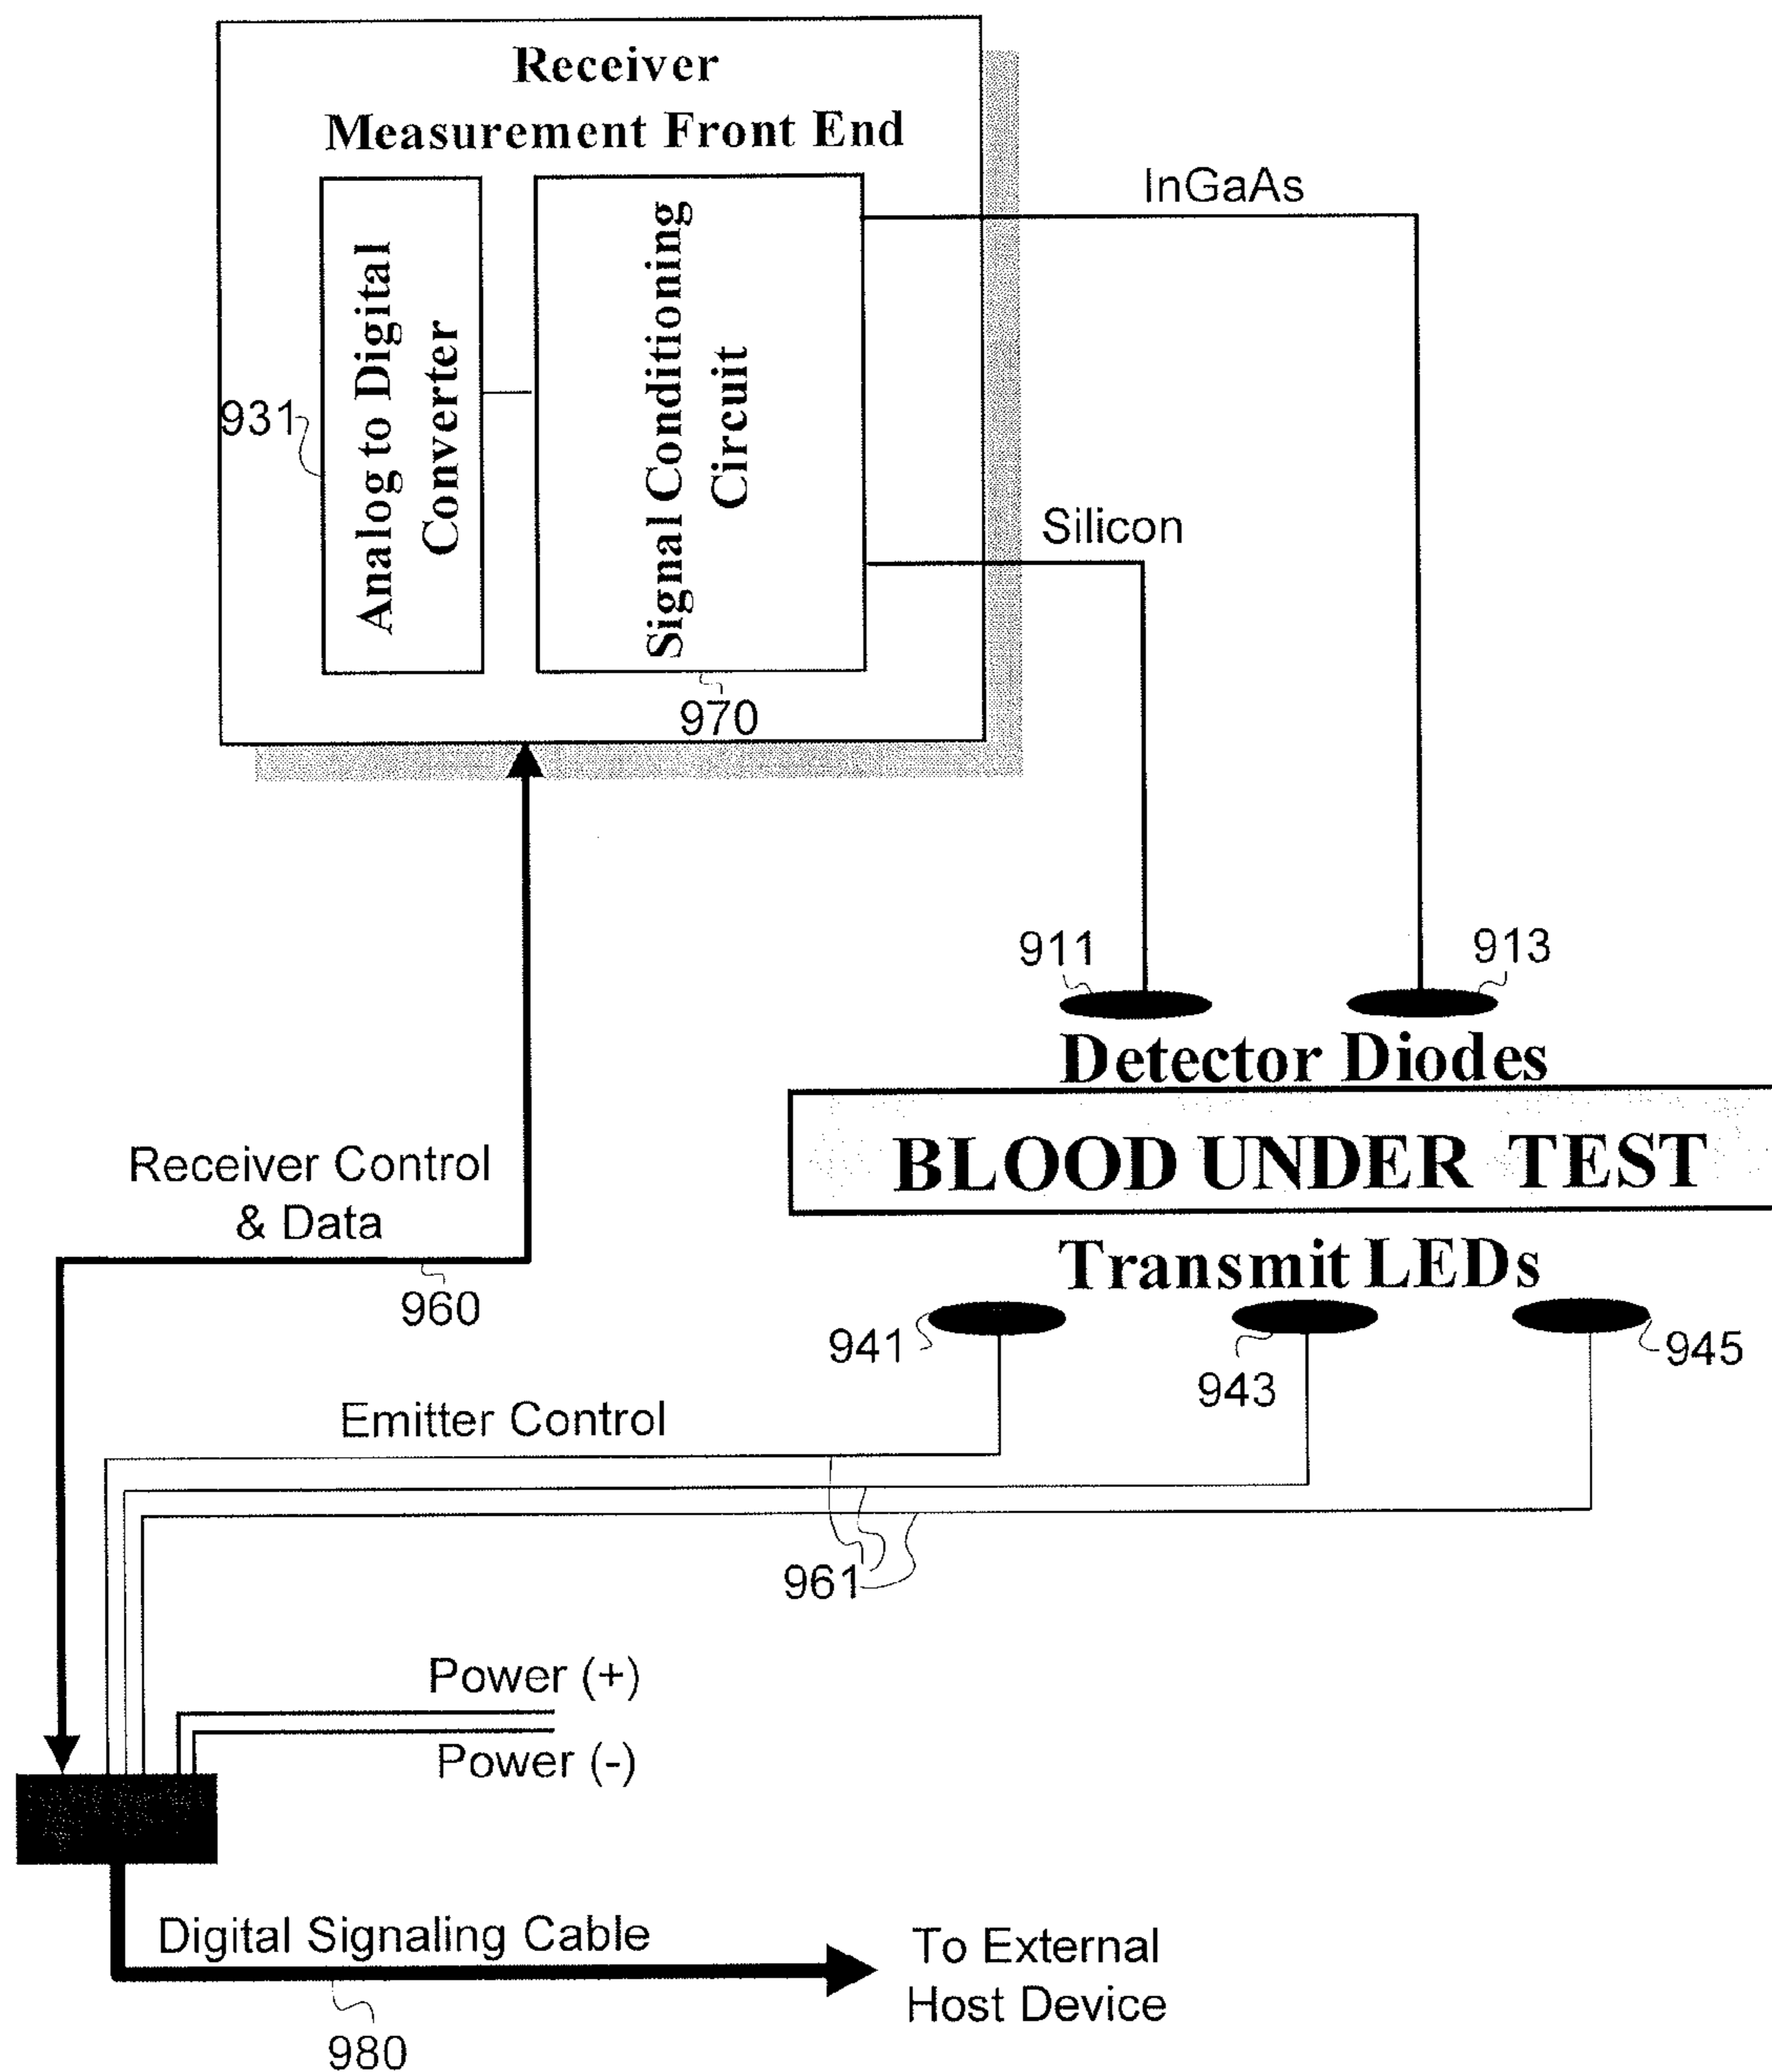 Receiver
Measurement Front End
Analog to Digital
Converter
Signal Conditioning
Circuit
931
970
InGaAs
Silicon
911
913
Detector Diodes
BLOOD UNDER TEST
Transmit LEDs
941
943
945
Receiver Control
& Data
960
Emitter Control
961
Power (+)
Power (-)
Digital Signaling Cable
980
To External
Host Device